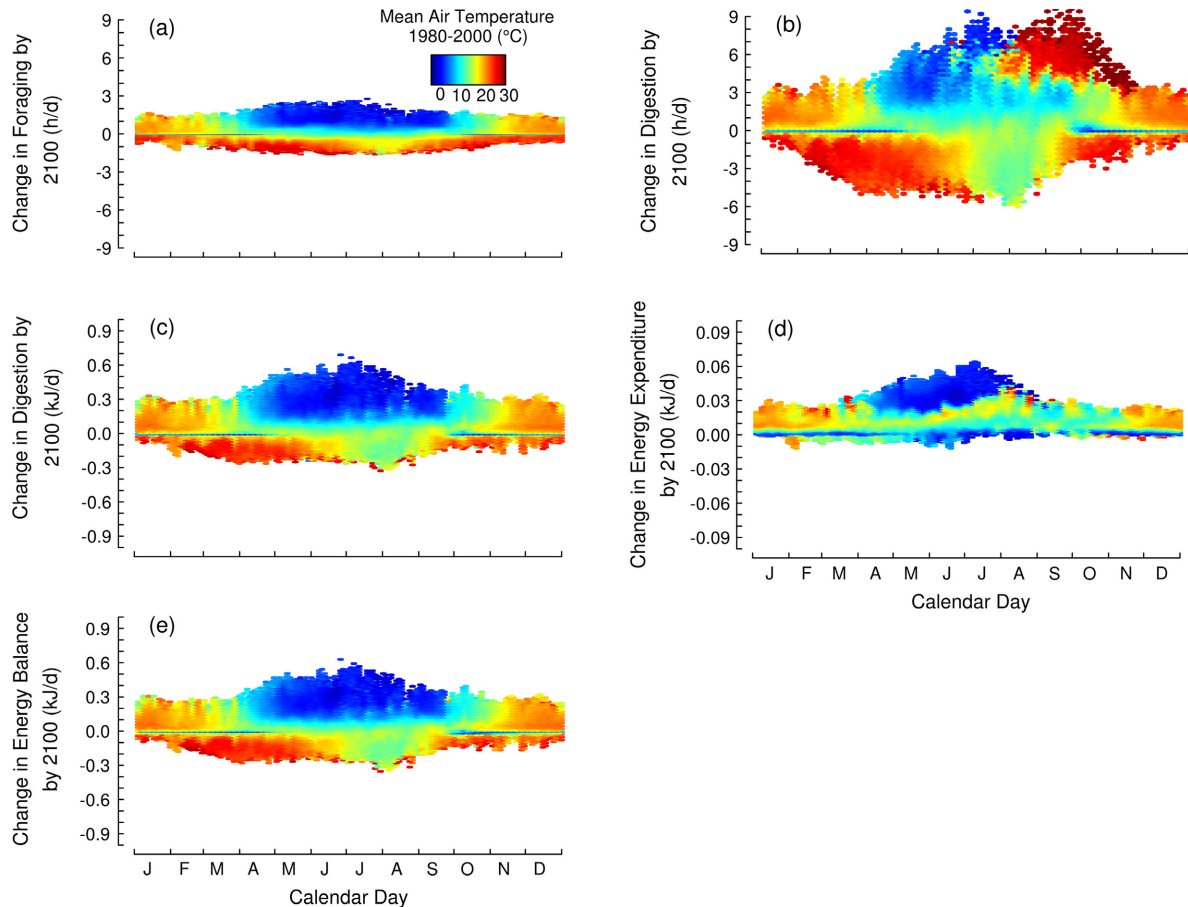 (a)
Mean Air Temperature
1980-2000 (°C)
0 10 20 30
Change in Foraging by
2100 (h/d)
9
6
3
0
-3
-6
-9
(b)
Change in Digestion by
2100 (h/d)
9
6
3
0
-3
-6
-9
(c)
Change in Digestion by
2100 (kJ/d)
0.9
0.6
0.3
0.0
-0.3
-0.6
-0.9
(d)
Change in Energy Expenditure
by 2100 (kJ/d)
0.09
0.06
0.03
0.00
-0.03
-0.06
-0.09
J F M A M J J A S O N D
Calendar Day
(e)
Change in Energy Balance
by 2100 (kJ/d)
0.9
0.6
0.3
0.0
-0.3
-0.6
-0.9
J F M A M J J A S O N D
Calendar Day